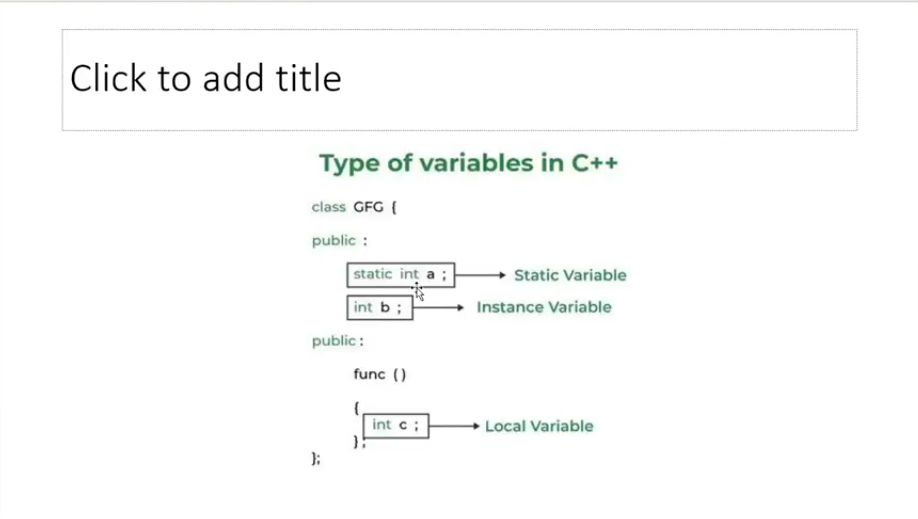 Click to add title
Type of variables in C++
class GFG {
public :
static int a ; Static Variable
int b ; Instance Variable
public :
func ()
{
int c ; Local Variable
};
};